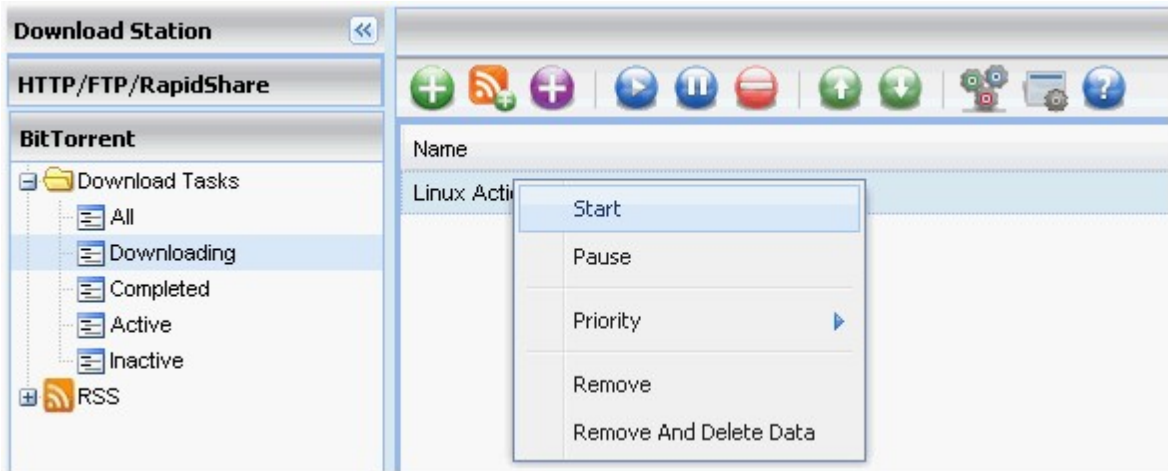 Download Station
HTTP/FTP/RapidShare
BitTorrent
Download Tasks
All
Downloading
Completed
Active
Inactive
RSS
Name
Linux Acti
Start
Pause
Priority
Remove
Remove And Delete Data